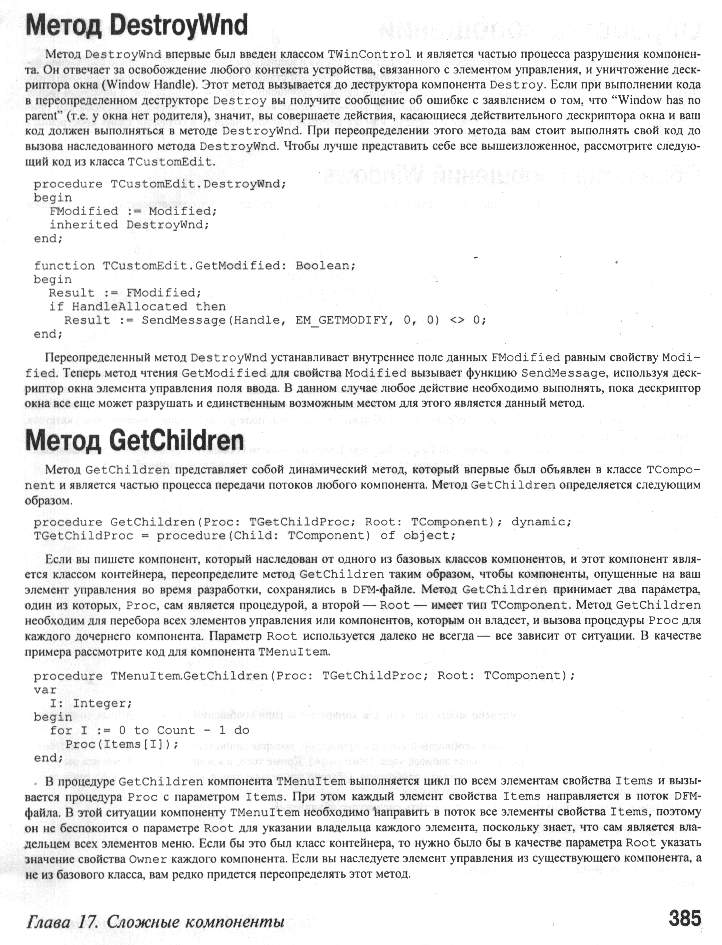 Метод DestroyWnd
Метод DestroyWnd впервые был введен классом TWinControl и является частью процесса разрушения компонен-
та. Он отвечает за освобождение любого контекста устройства, связанного с элементом управления, и уничтожение деск-
риптора окна (Window Handle). Этот метод вызывается до деструктора компонента Destroy. Если при выполнении кода
в переопределенном деструкторе Destroy вы получите сообщение об ошибке с заявлением о том, что “Window has no
parent” (т.е. у окна нет родителя), значит, вы совершаете действия, касающиеся действительного дескриптора окна и ваш
код должен выполняться в методе DestroyWnd. При переопределении этого метода вам стоит выполнять свой код до
вызова наследованного метода DestroyWnd. Чтобы лучше представить себе все вышеизложенное, рассмотрите следую-
щий код из класса TCustomEdit.
procedure TCustomEdit.DestroyWnd;
begin
FModified := Modified;
inherited DestroyWnd;
end;
function TCustomEdit.GetModified: Boolean;
begin
Result := FModified;
if HandleAllocated then
Result := SendMessage(Handle, EM_GETMODIFY, 0, 0) <> 0;
end;
Переопределенный метод DestroyWnd устанавливает внутреннее поле данных FModified равным свойству Modi-
fied. Теперь метод чтения GetModified для свойства Modified вызывает функцию SendMessage, используя деск-
риптор окна элемента управления поля ввода. В данном случае любое действие необходимо выполнять, пока дескриптор
окна все еще может разрушать и единственным возможным местом для этого является данный метод.
Метод GetChildren
Метод GetChildren представляет собой динамический метод, который впервые был объявлен в классе TCompo-
nent и является частью процесса передачи потоков любого компонента. Метод GetChildren определяется следующим
образом.
procedure GetChildren(Proc: TGetChildProc; Root: TComponent); dynamic;
TGetChildProc = procedure(Child: TComponent) of object;
Если вы пишете компонент, который наследован от одного из базовых классов компонентов, и этот компонент явля-
ется классом контейнера, переопределите метод GetChildren таким образом, чтобы компоненты, опущенные на ваш
элемент управления во время разработки, сохранялись в DFM-файле. Метод GetChildren принимает два параметра,
один из которых, Proc, сам является процедурой, а второй — Root — имеет тип TComponent. Метод GetChildren
необходим для перебора всех элементов управления или компонентов, которым он владеет, и вызова процедуры Proc для
каждого дочернего компонента. Параметр Root используется далеко не всегда — все зависит от ситуации. В качестве
примера рассмотрите код для компонента TMenuItem.
procedure TMenuItem.GetChildren(Proc: TGetChildProc; Root: TComponent);
var
I: Integer;
begin
for I := 0 to Count - 1 do
Proc(Items[I]);
end;
В процедуре GetChildren компонента TMenuItem выполняется цикл по всем элементам свойства Items и вызы-
вается процедура Proc с параметром Items. При этом каждый элемент свойства Items направляется в поток DFM-
файла. В этой ситуации компоненту TMenuItem необходимо направить в поток все элементы свойства Items, поэтому
он не беспокоится о параметре Root для указании владельца каждого элемента, поскольку знает, что сам является вла-
дельцем всех элементов меню. Если бы это был класс контейнера, то нужно было бы в качестве параметра Root указать
значение свойства Owner каждого компонента. Если вы наследуете элемент управления из существующего компонента, а
не из базового класса, вам редко придется переопределять этот метод.
Глава 17. Сложные компоненты 385